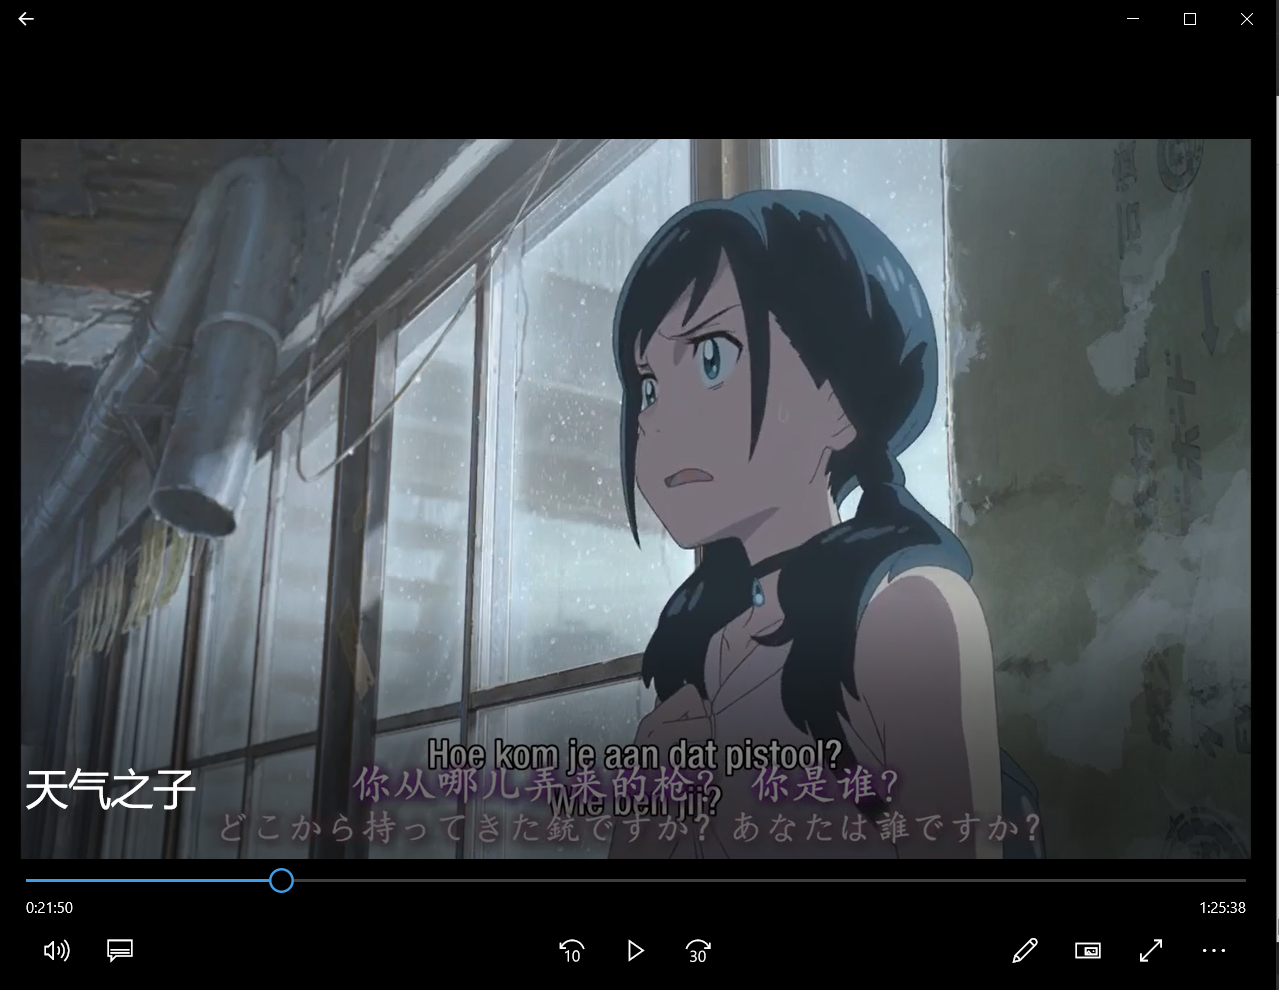 Hoe kom je aan dat pistool?
你从哪儿弄来的枪? 你是谁?
Wie ben jij?
天气之子
どこから持ってきた銃ですか? あなたは誰ですか?
0:21:50
1:25:38
10
30